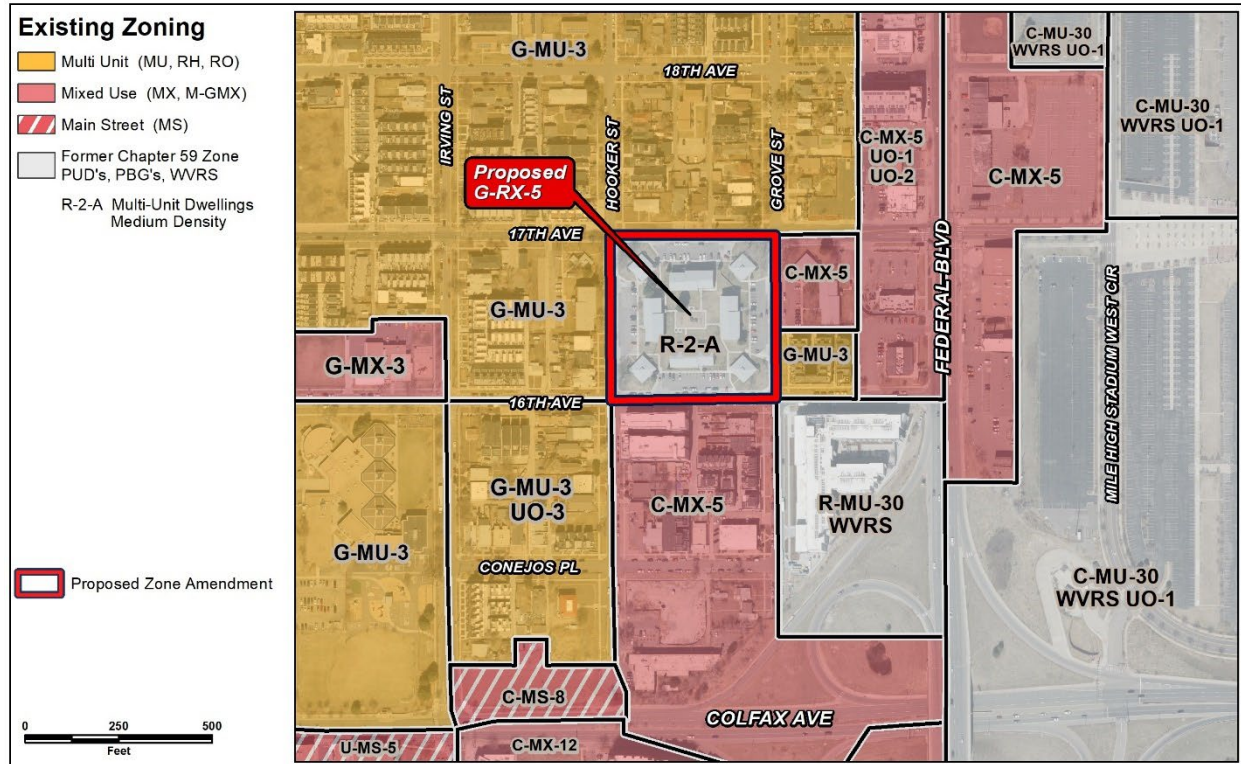 Existing Zoning
Multi Unit (MU, RH, RO)
Mixed Use (MX, M-GMX)
Main Street (MS)
Former Chapter 59 Zone
PUD's, PBG's, WVRS
R-2-A Multi-Unit Dwellings
Medium Density
Proposed Zone Amendment
0 250 500
Feet
G-MU-3
18TH AVE
C-MU-30
WVRS UO-1
C-MU-30
WVRS UO-1
IRVING ST
HOOKER ST
GROVE ST
C-MX-5
UO-1
UO-2
C-MX-5
Proposed
G-RX-5
17TH AVE
C-MX-5
FEDERAL BLVD
MILE HIGH STADIUM WEST CIR
G-MU-3
R-2-A
G-MU-3
G-MX-3
16TH AVE
G-MU-3
UO-3
C-MX-5
R-MU-30
WVRS
G-MU-3
CONEJOS PL
C-MU-30
WVRS UO-1
C-MS-8
COLFAX AVE
U-MS-5
C-MX-12